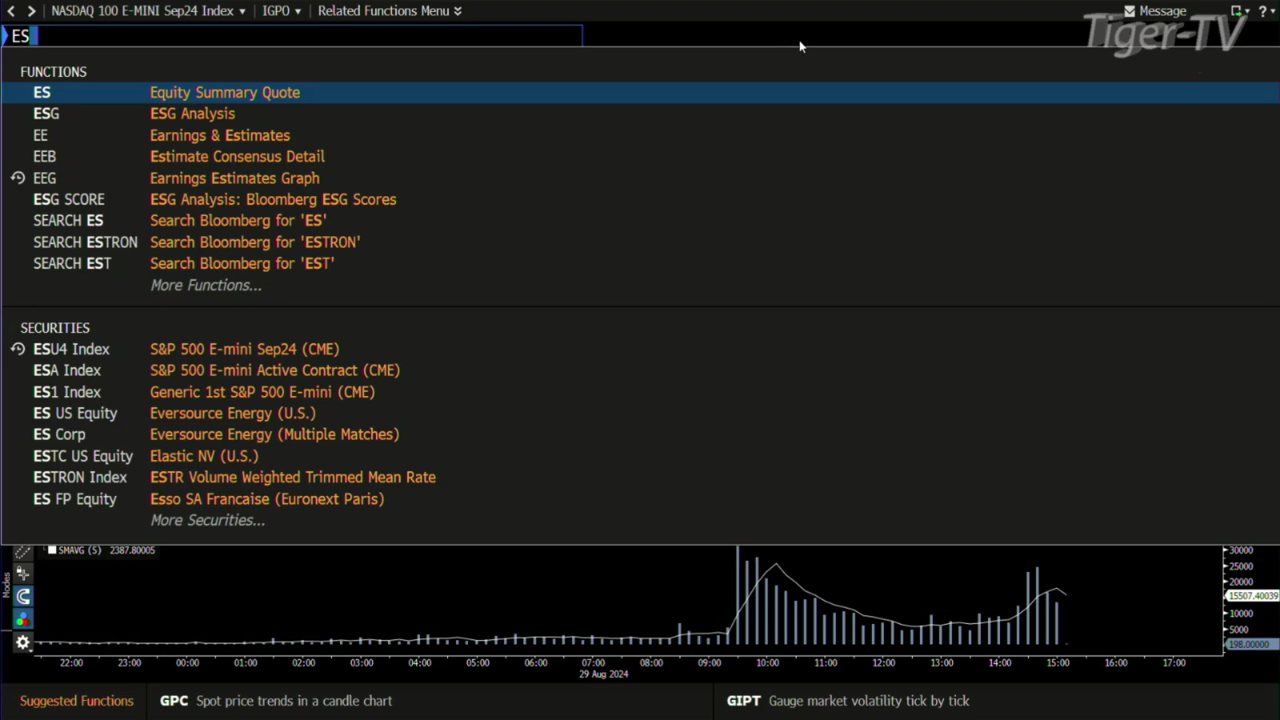 NASDAQ 100 E-MINI Sep24 Index IGPO Related Functions Menu Message ?
Tiger-TV
ES
FUNCTIONS
ES Equity Summary Quote
ESG ESG Analysis
EE Earnings & Estimates
EEB Estimate Consensus Detail
EEG Earnings Estimates Graph
ESG SCORE ESG Analysis: Bloomberg ESG Scores
SEARCH ES Search Bloomberg for 'ES'
SEARCH ESTRON Search Bloomberg for 'ESTRON'
SEARCH EST Search Bloomberg for 'EST'
More Functions...
SECURITIES
ESU4 Index S&P 500 E-mini Sep24 (CME)
ESA Index S&P 500 E-mini Active Contract (CME)
ES1 Index Generic 1st S&P 500 E-mini (CME)
ES US Equity Eversource Energy (U.S.)
ES Corp Eversource Energy (Multiple Matches)
ESTC US Equity Elastic NV (U.S.)
ESTRON Index ESTR Volume Weighted Trimmed Mean Rate
ES FP Equity Esso SA Francaise (Euronext Paris)
More Securities...
SMAVG (5) 2387.80005
30000
25000
20000
15507.40039
10000
5000
198.00000
Modes
22:00 23:00 00:00 01:00 02:00 03:00 04:00 05:00 06:00 07:00 08:00 09:00 10:00 11:00 12:00 13:00 14:00 15:00 16:00 17:00
29 Aug 2024
Suggested Functions GPC Spot price trends in a candle chart GIPT Gauge market volatility tick by tick